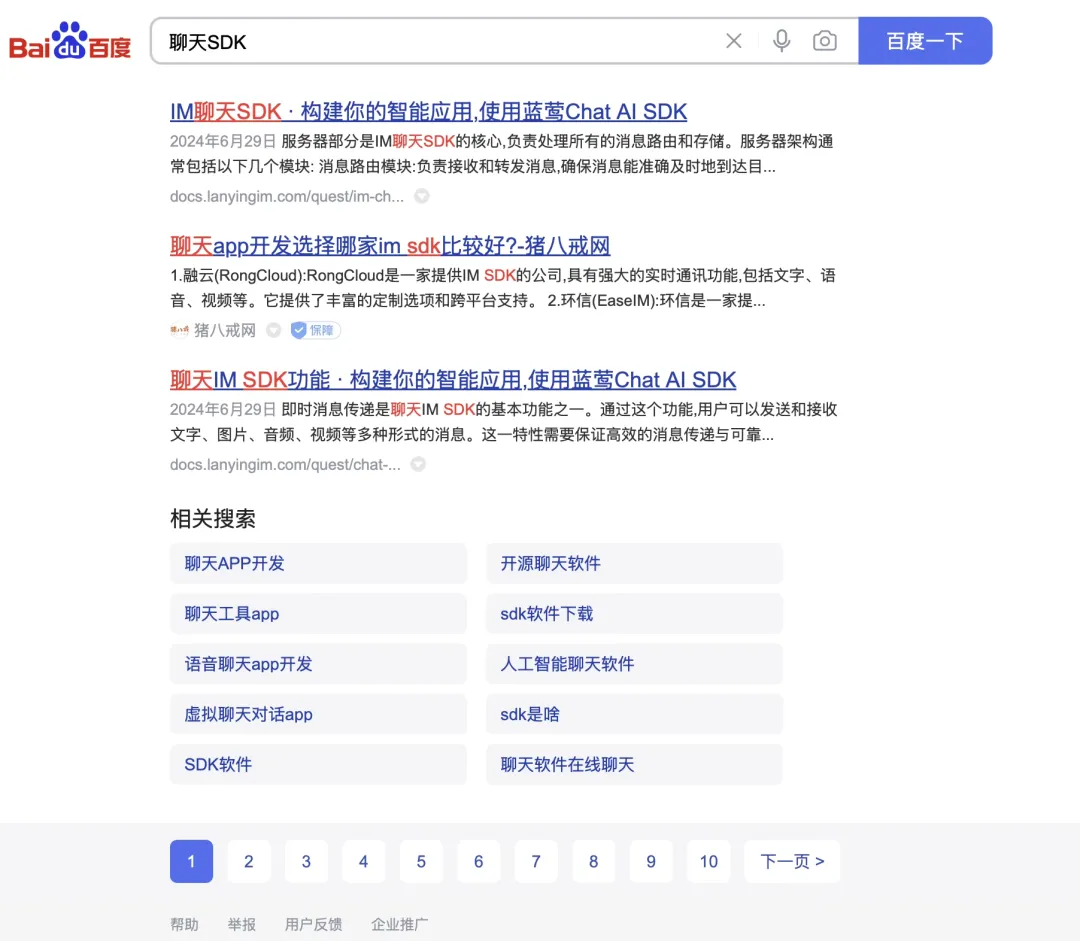 Bai du 百度
聊天SDK
百度一下
IM聊天SDK · 构建你的智能应用,使用蓝莺Chat AI SDK
2024年6月29日 服务器部分是IM聊天SDK的核心,负责处理所有的消息路由和存储。服务器架构通
常包括以下几个模块: 消息路由模块:负责接收和转发消息,确保消息能准确及时地到达目...
docs.lanyingim.com/quest/im-ch...
聊天app开发选择哪家im sdk比较好?-猪八戒网
1.融云(RongCloud):RongCloud是一家提供IM SDK的公司,具有强大的实时通讯功能,包括文字、语
音、视频等。它提供了丰富的定制选项和跨平台支持。 2.环信(EaseIM):环信是一家提...
猪八戒网 保障
聊天IM SDK功能 · 构建你的智能应用,使用蓝莺Chat AI SDK
2024年6月29日 即时消息传递是聊天IM SDK的基本功能之一。通过这个功能,用户可以发送和接收
文字、图片、音频、视频等多种形式的消息。这一特性需要保证高效的消息传递与可靠...
docs.lanyingim.com/quest/chat-...
相关搜索
聊天APP开发
开源聊天软件
聊天工具app
sdk软件下载
语音聊天app开发
人工智能聊天软件
虚拟聊天对话app
sdk是啥
SDK软件
聊天软件在线聊天
1 2 3 4 5 6 7 8 9 10 下一页 >
帮助 举报 用户反馈 企业推广